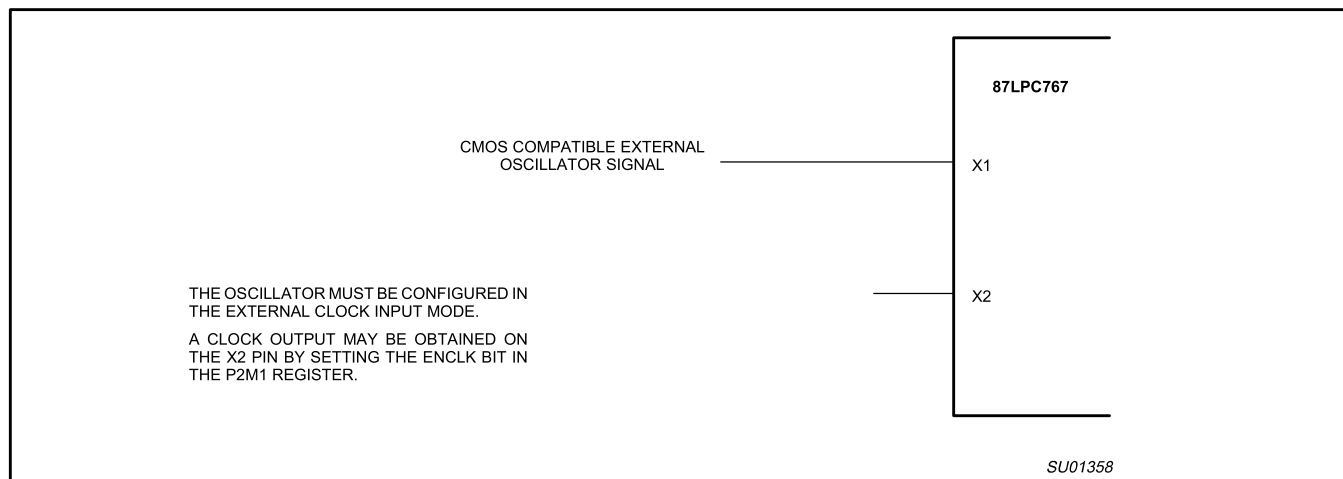 87LPC767
CMOS COMPATIBLE EXTERNAL
OSCILLATOR SIGNAL
X1
THE OSCILLATOR MUST BE CONFIGURED IN
THE EXTERNAL CLOCK INPUT MODE.
X2
A CLOCK OUTPUT MAY BE OBTAINED ON
THE X2 PIN BY SETTING THE ENCLK BIT IN
THE P2M1 REGISTER.
SU01358